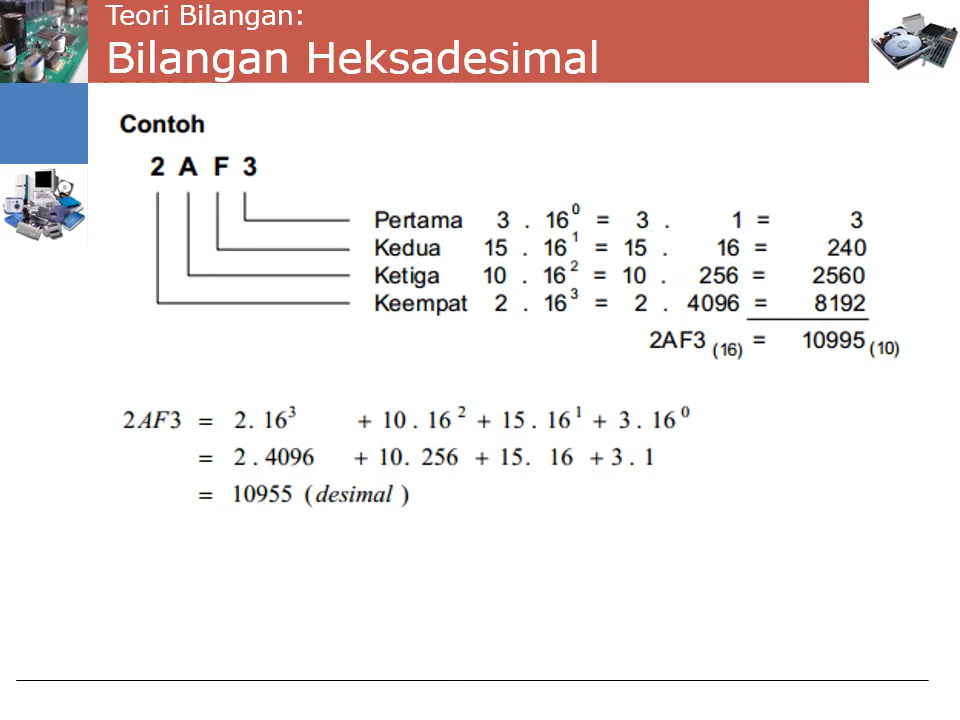 Teori Bilangan:
Bilangan Heksadesimal
Contoh
2 A F 3
Pertama 3 . 16⁰ = 3 . 1 = 3
Kedua 15 . 16¹ = 15 . 16 = 240
Ketiga 10 . 16² = 10 . 256 = 2560
Keempat 2 . 16³ = 2 . 4096 = 8192
2AF3 (16) = 10995 (10)
2AF3 = 2. 16³ + 10 . 16² + 15 . 16¹ + 3 . 16⁰
= 2 . 4096 + 10. 256 + 15. 16 + 3 . 1
= 10955 (desimal )